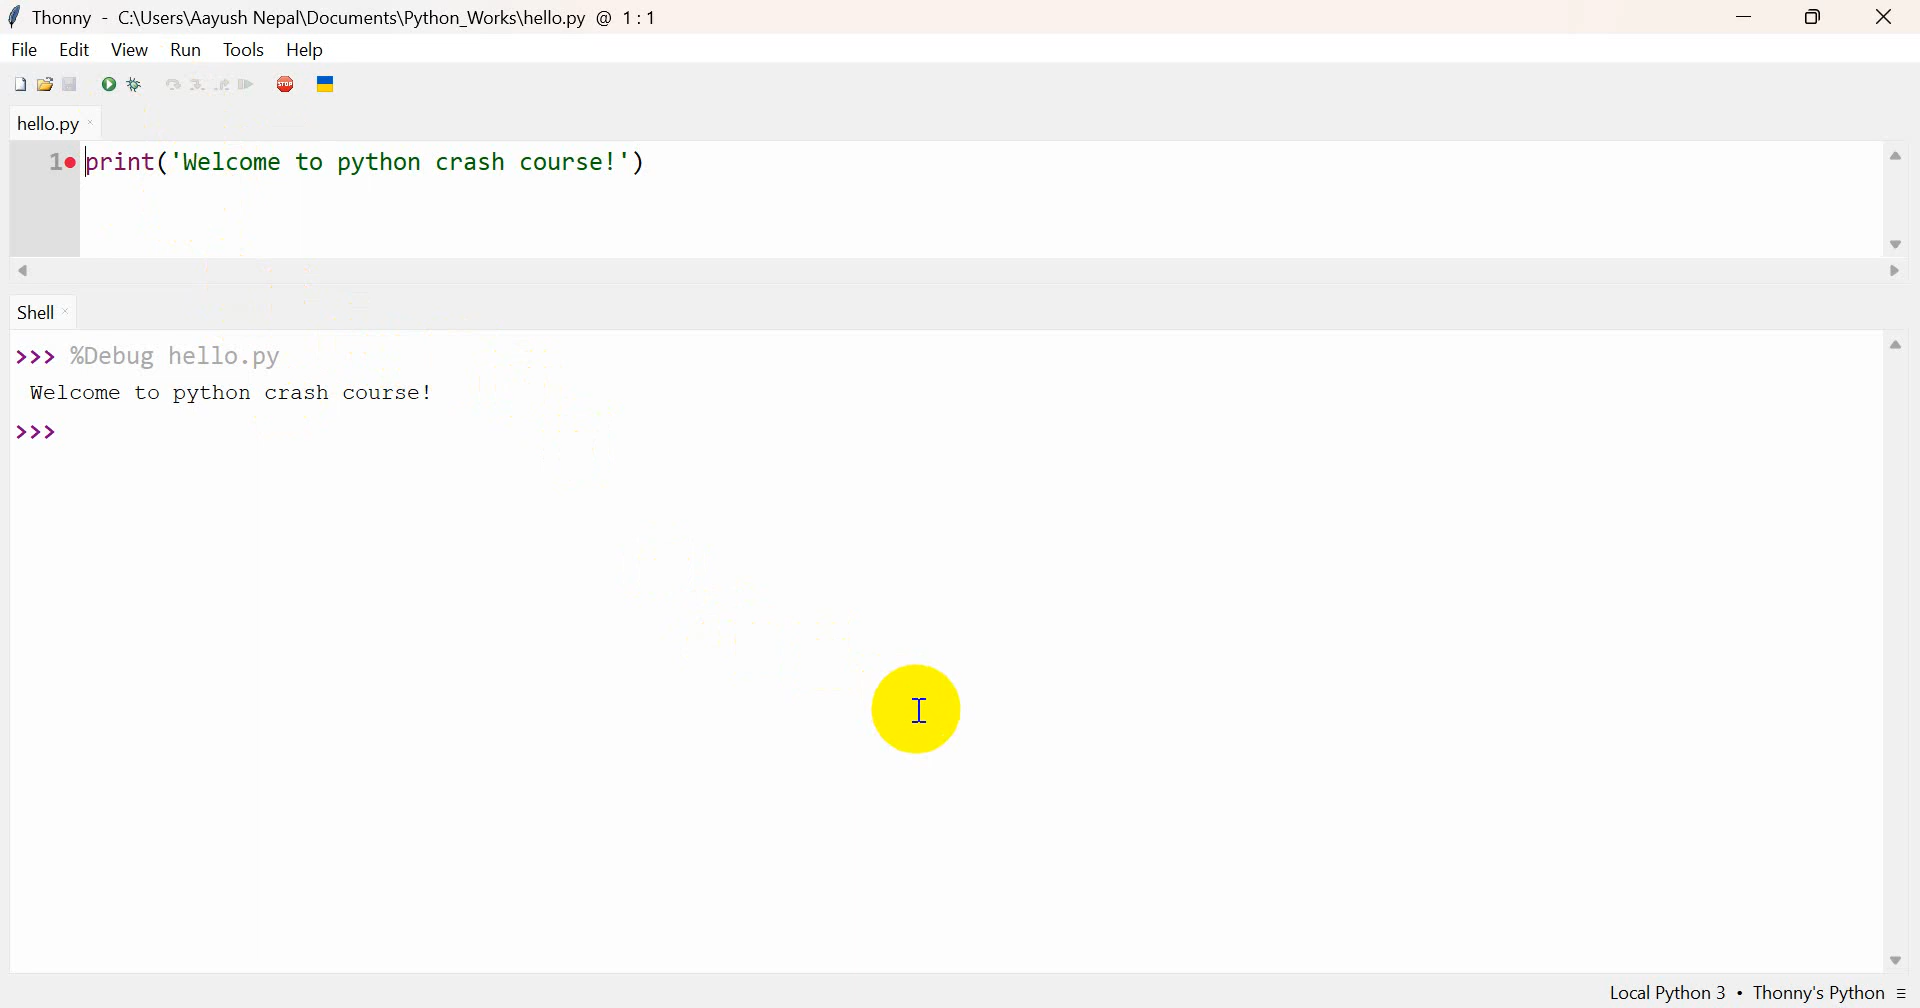 Thonny - C:\Users\Aayush Nepal\Documents\Python_Works\hello.py @ 1 : 1
File Edit View Run Tools Help
STOP
hello.py ×
1 print('Welcome to python crash course!')
Shell ×
>>> %Debug hello.py
Welcome to python crash course!
>>>
Local Python 3 • Thonny's Python ≡